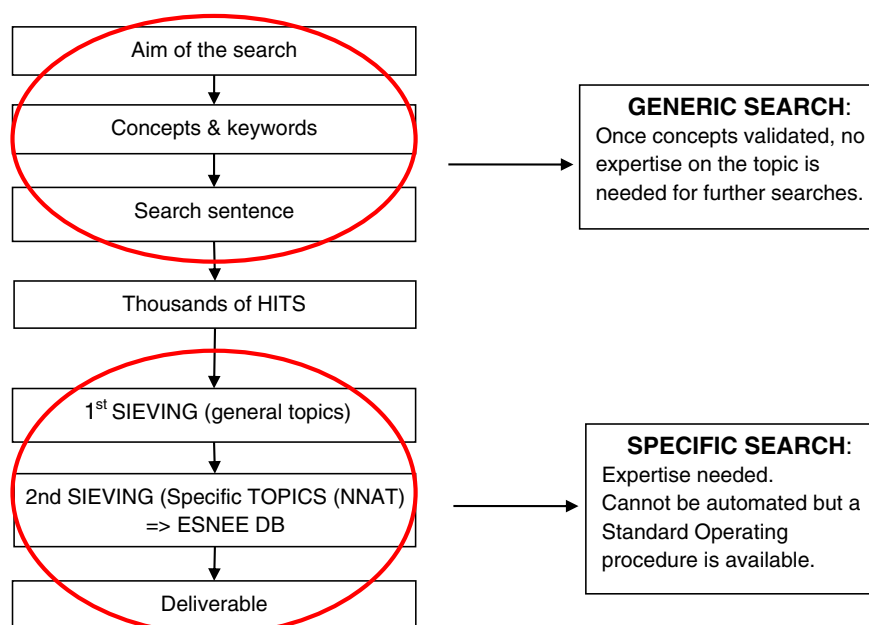 Aim of the search
Concepts & keywords
Search sentence
Thousands of HITS
1st SIEVING (general topics)
2nd SIEVING (Specific TOPICS (NNAT)
=> ESNEE DB
Deliverable
GENERIC SEARCH:
Once concepts validated, no
expertise on the topic is
needed for further searches.
SPECIFIC SEARCH:
Expertise needed.
Cannot be automated but a
Standard Operating
procedure is available.